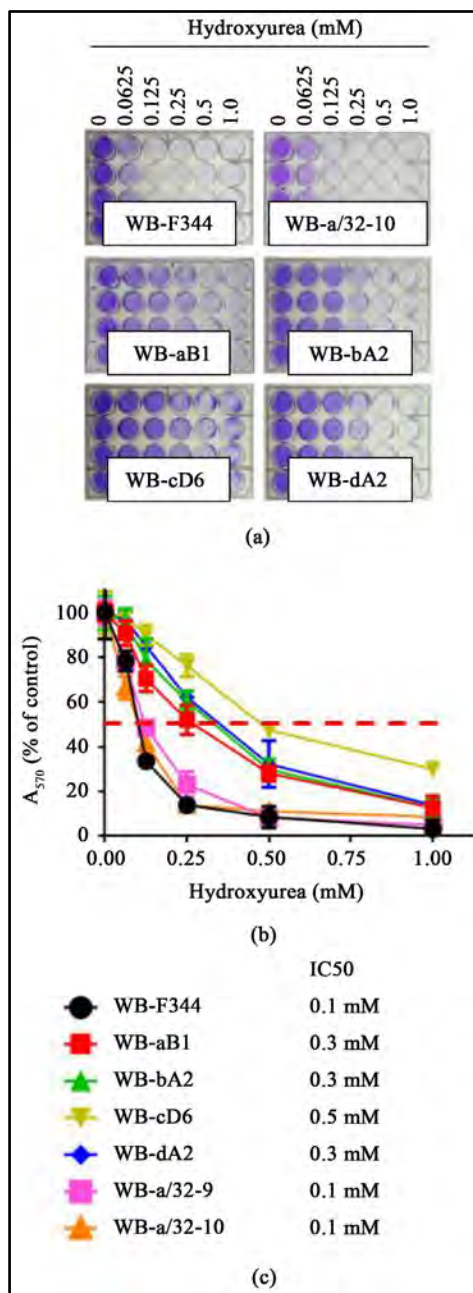 Hydroxyurea (mM)
0 0.0625 0.125 0.25 0.5 1.0 0 0.0625 0.125 0.25 0.5 1.0
WB-F344 WB-a/32-10
WB-aB1 WB-bA2
WB-cD6 WB-dA2
(a)
A570 (% of control)
100
80
60
40
20
0
0.00 0.25 0.50 0.75 1.00
Hydroxyurea (mM)
(b)
IC50
WB-F344 0.1 mM
WB-aB1 0.3 mM
WB-bA2 0.3 mM
WB-cD6 0.5 mM
WB-dA2 0.3 mM
WB-a/32-9 0.1 mM
WB-a/32-10 0.1 mM
(c)